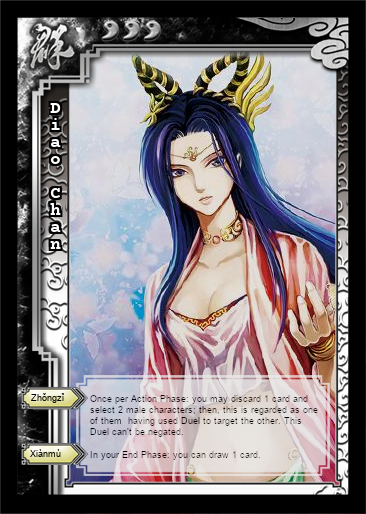 群
Diao Chan
Zhŏngzĭ
Once per Action Phase: you may discard 1 card and
select 2 male characters; then, this is regarded as one
of them having used Duel to target the other. This
Duel can't be negated.
Xiànmù
In your End Phase: you can draw 1 card.